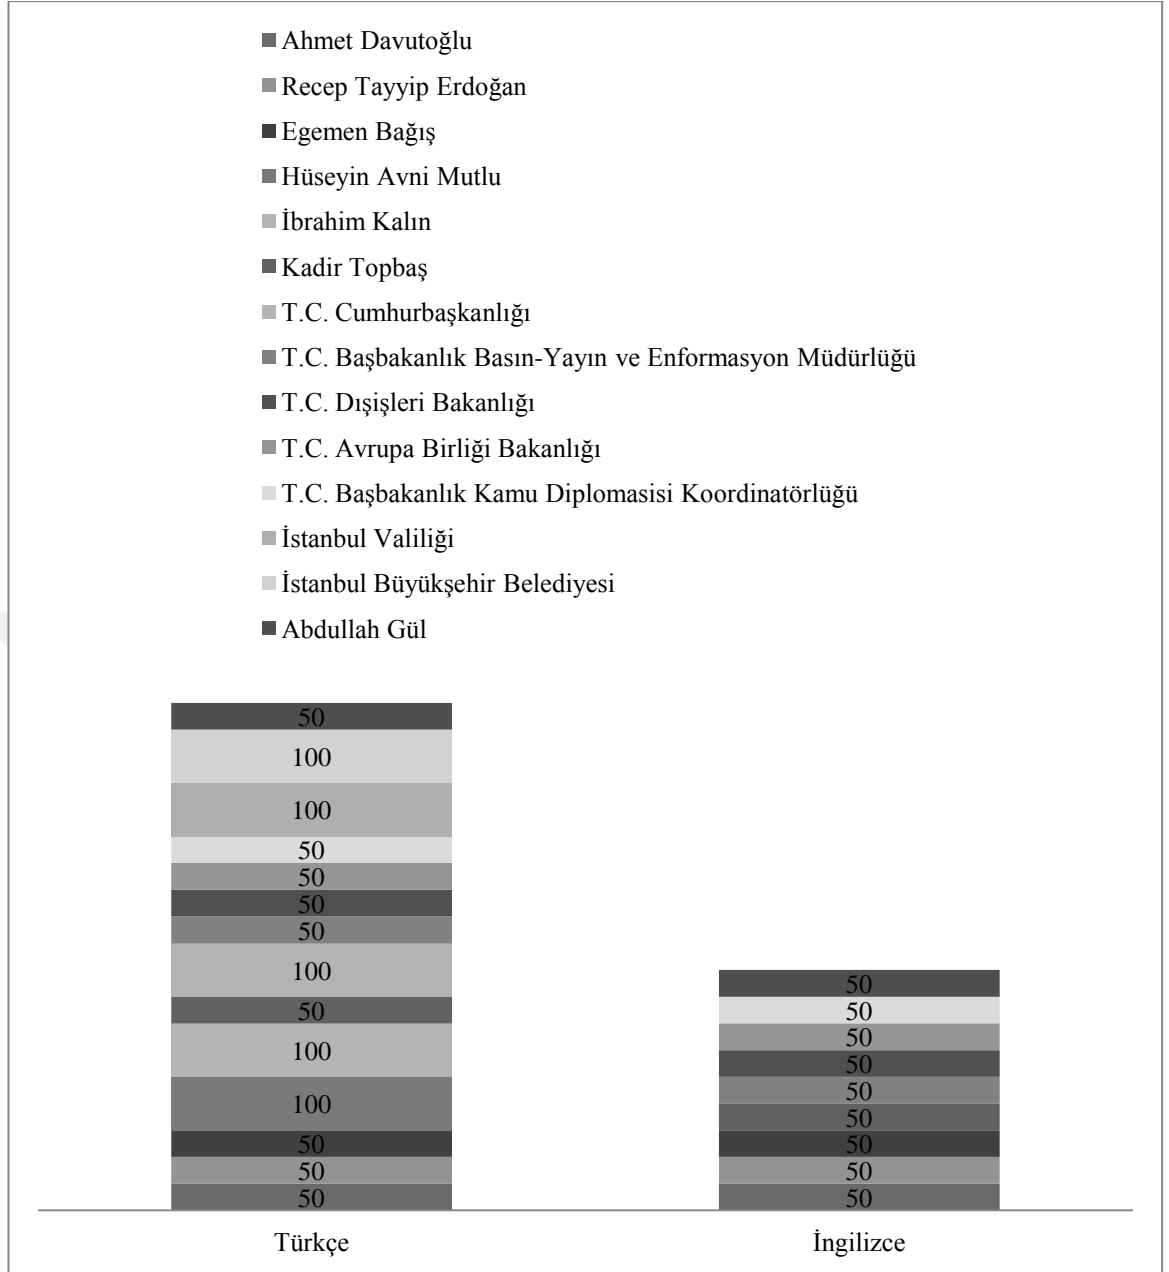 Ahmet Davutoğlu
Recep Tayyip Erdoğan
Egemen Bağış
Hüseyin Avni Mutlu
İbrahim Kalın
Kadir Topbaş
T.C. Cumhurbaşkanlığı
T.C. Başbakanlık Basın-Yayın ve Enformasyon Müdürlüğü
T.C. Dışişleri Bakanlığı
T.C. Avrupa Birliği Bakanlığı
T.C. Başbakanlık Kamu Diplomasisi Koordinatörlüğü
İstanbul Valiliği
İstanbul Büyükşehir Belediyesi
Abdullah Gül
50
100
100
50
50
50
50
100
50
100
100
50
50
50
50
50
50
50
50
50
50
50
50
Türkçe
İngilizce